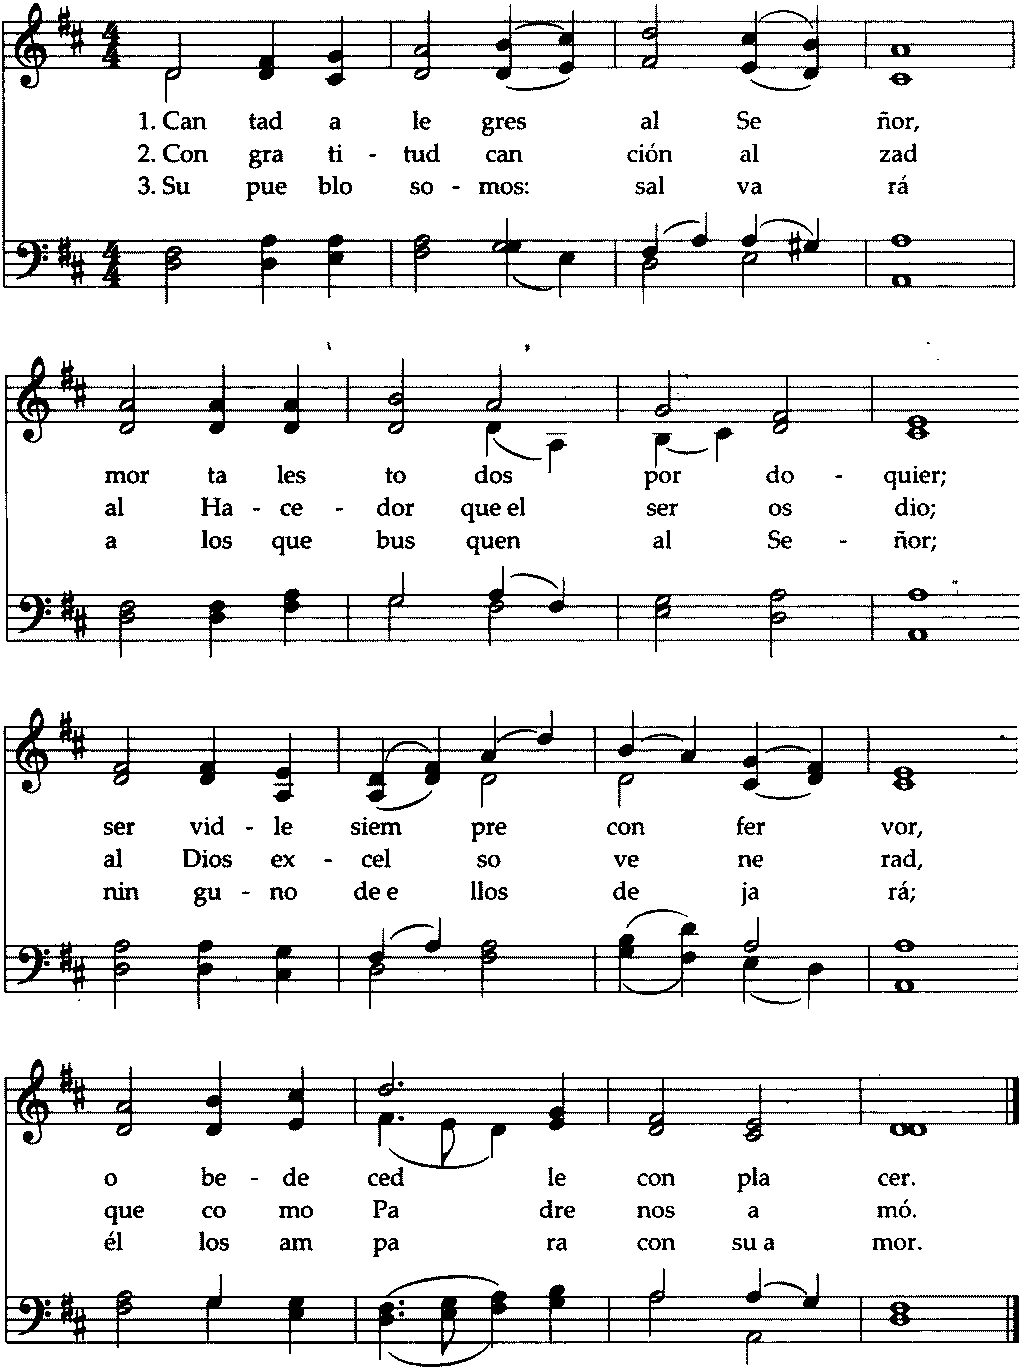 1. Can tad a le gres al Se ñor,
2. Con gra ti - tud can ción al zad
3. Su pue blo so - mos: sal va rá
mor ta les to dos por do - quier;
al Ha - ce - dor que el ser os dio;
a los que bus quen al Se - ñor;
ser vid - le siem pre con fer vor,
al Dios ex - cel so ve ne rad,
nin gu - no de e llos de ja rá;
o be - de ced le con pla cer.
que co mo Pa dre nos a mó.
él los am pa ra con su a mor.